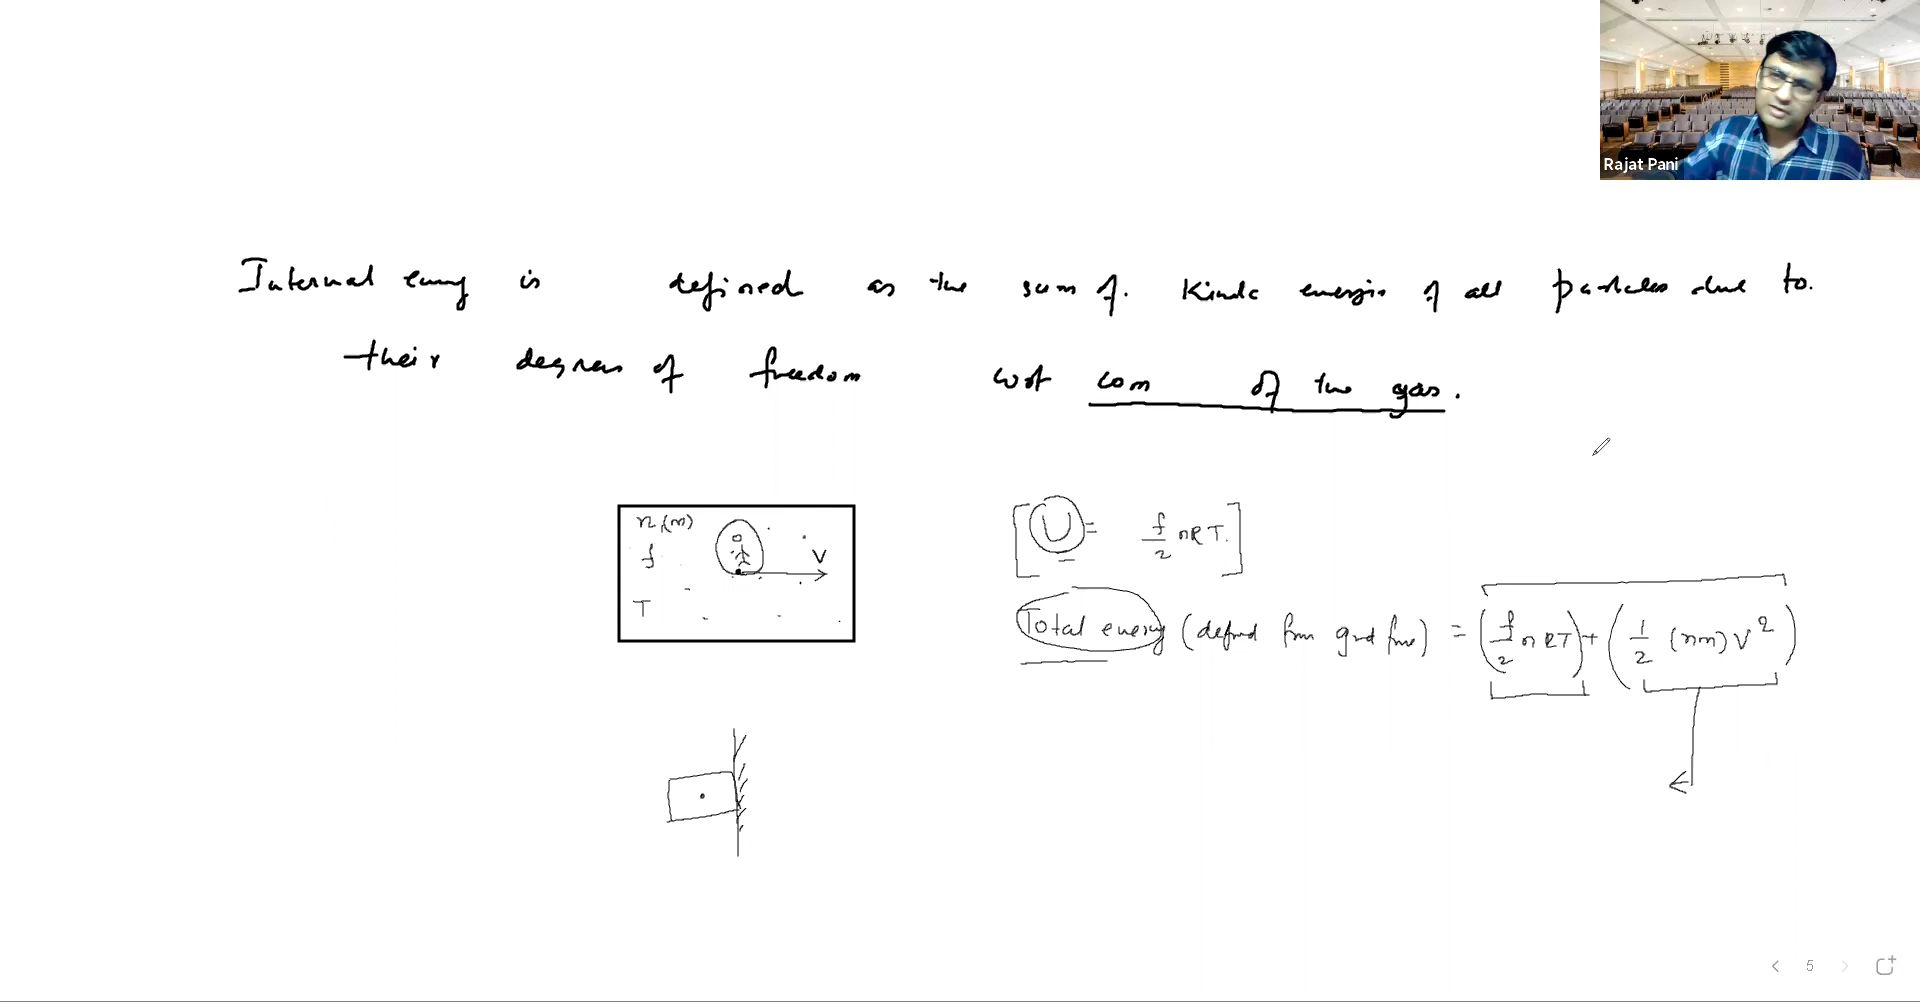 Rajat Pani
Internal energy is defined as the sum of. Kinetic energies of all particles due to.
their degrees of freedom wrt com of the gas.
n, (m)
f
V
T
[U = f/2 nRT.]
Total energy (defined from gnd frame) = (f/2 nRT) + (1/2 (nm) V²)
5